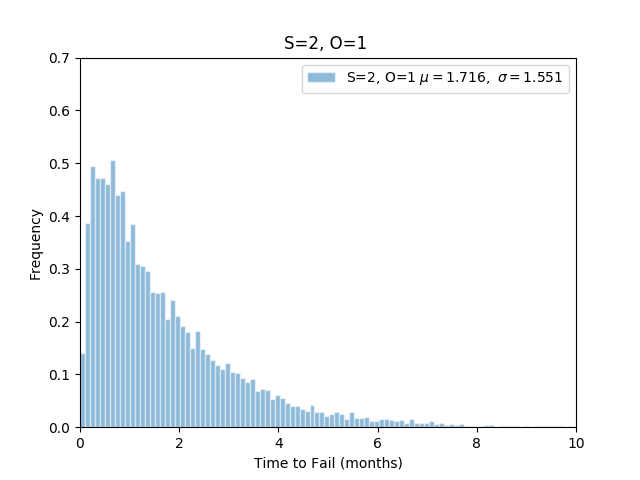 S=2, O=1
S=2, O=1 μ = 1.716, σ = 1.551
0.7
0.6
0.5
0.4
0.3
0.2
0.1
0.0
Frequency
0 2 4 6 8 10
Time to Fail (months)